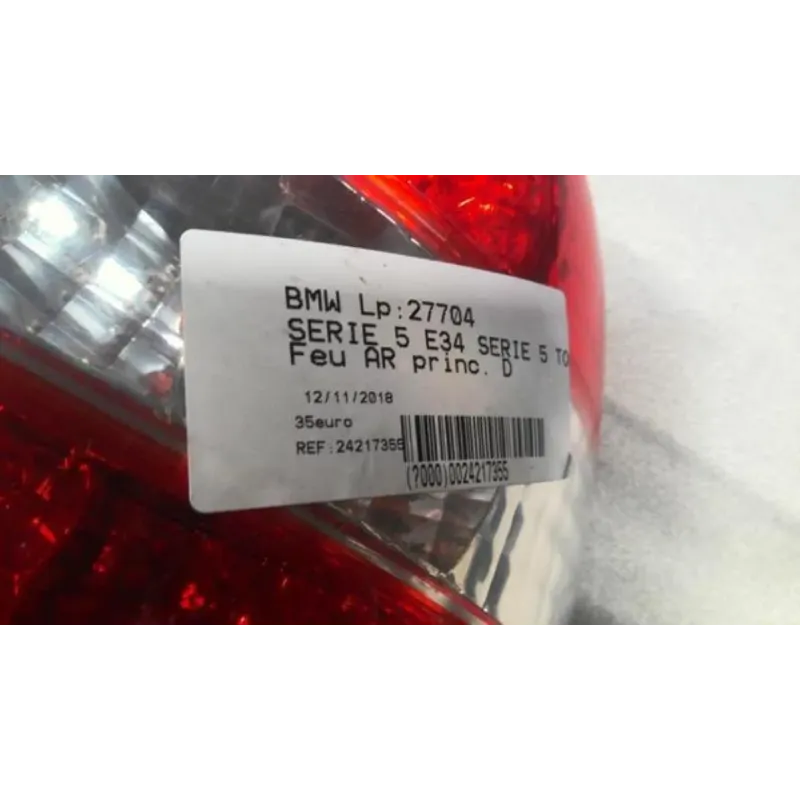 BMW Lp:27704
SERIE 5 E34 SERIE 5 TO
Feu AR princ. D
12/11/2018
35euro
REF:24217355
(?000)0024217355